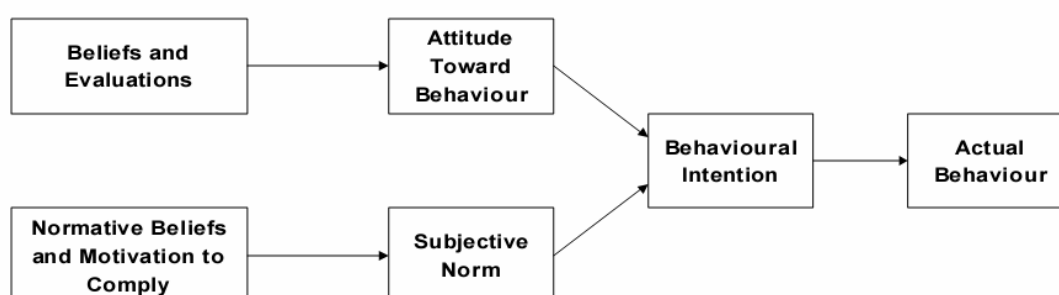 Beliefs and
Evaluations
Attitude
Toward
Behaviour
Behavioural
Intention
Actual
Behaviour
Normative Beliefs
and Motivation to
Comply
Subjective
Norm